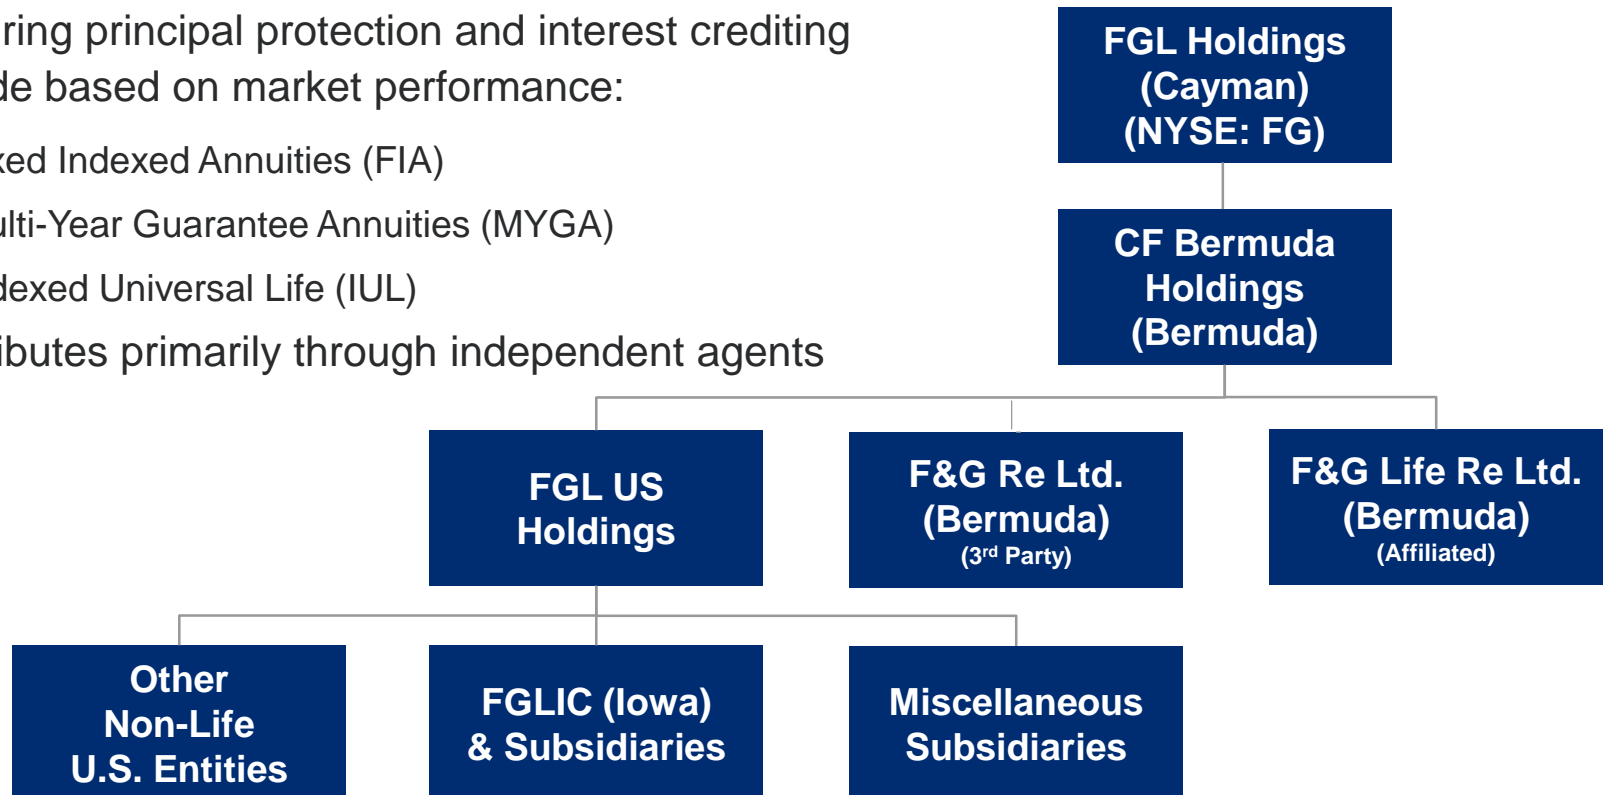 ring principal protection and interest crediting
de based on market performance:
xed Indexed Annuities (FIA)
ulti-Year Guarantee Annuities (MYGA)
dexed Universal Life (IUL)
ributes primarily through independent agents
FGL Holdings
(Cayman)
(NYSE: FG)
CF Bermuda
Holdings
(Bermuda)
FGL US
Holdings
F&G Re Ltd.
(Bermuda)
(3rd Party)
F&G Life Re Ltd.
(Bermuda)
(Affiliated)
Other
Non-Life
U.S. Entities
FGLIC (Iowa)
& Subsidiaries
Miscellaneous
Subsidiaries